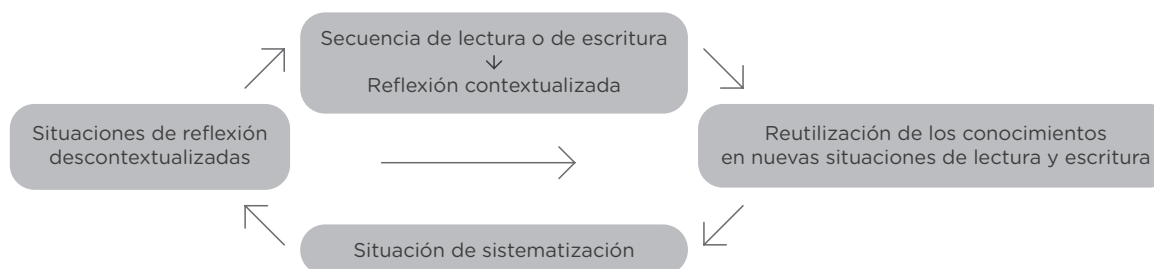 Secuencia de lectura o de escritura
↓
Reflexión contextualizada
Situaciones de reflexión
descontextualizadas
Reutilización de los conocimientos
en nuevas situaciones de lectura y escritura
Situación de sistematización